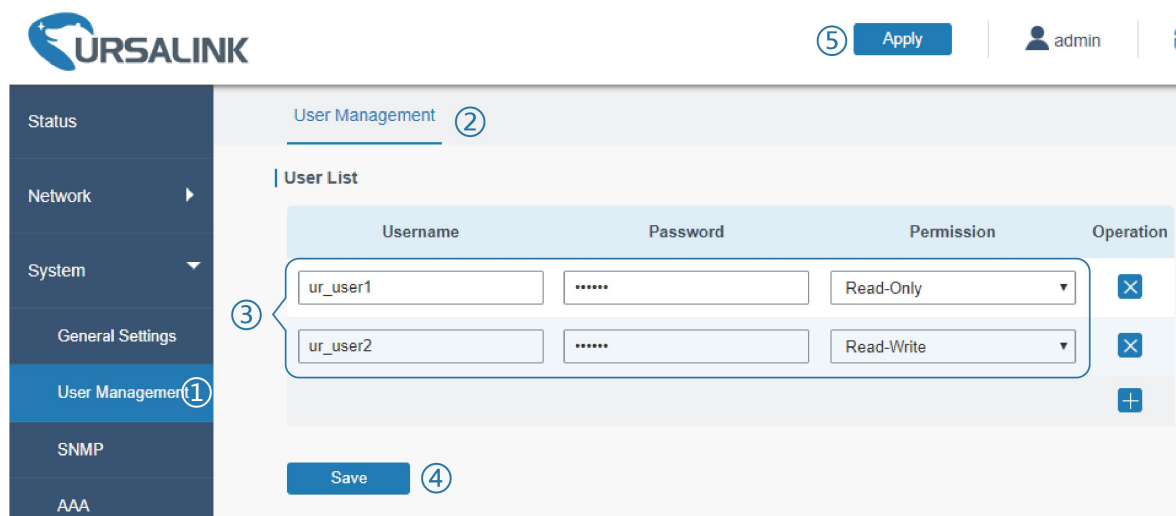 URSALINK
⑤ Apply
admin
Status
Network
System
General Settings
User Management ①
SNMP
AAA
User Management ②
User List
Username Password Permission Operation
③
ur_user1 •••••• Read-Only
ur_user2 •••••• Read-Write
Save ④